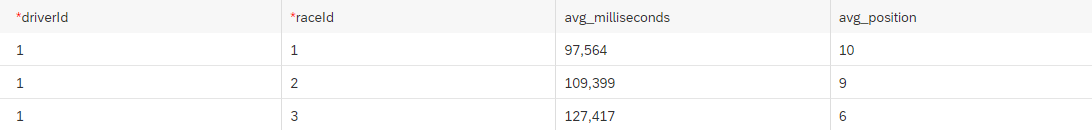 *driverId *raceId avg_milliseconds avg_position
1 1 97,564 10
1 2 109,399 9
1 3 127,417 6